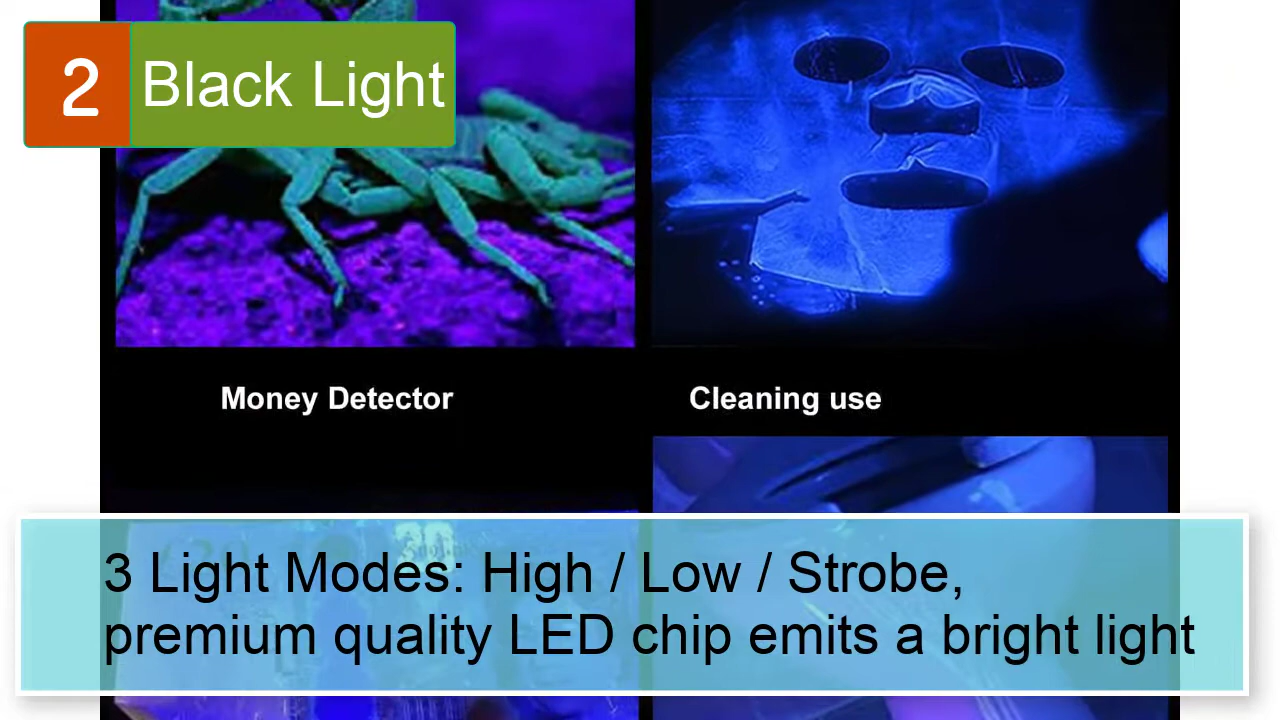 2 Black Light
Money Detector
Cleaning use
3 Light Modes: High / Low / Strobe,
premium quality LED chip emits a bright light